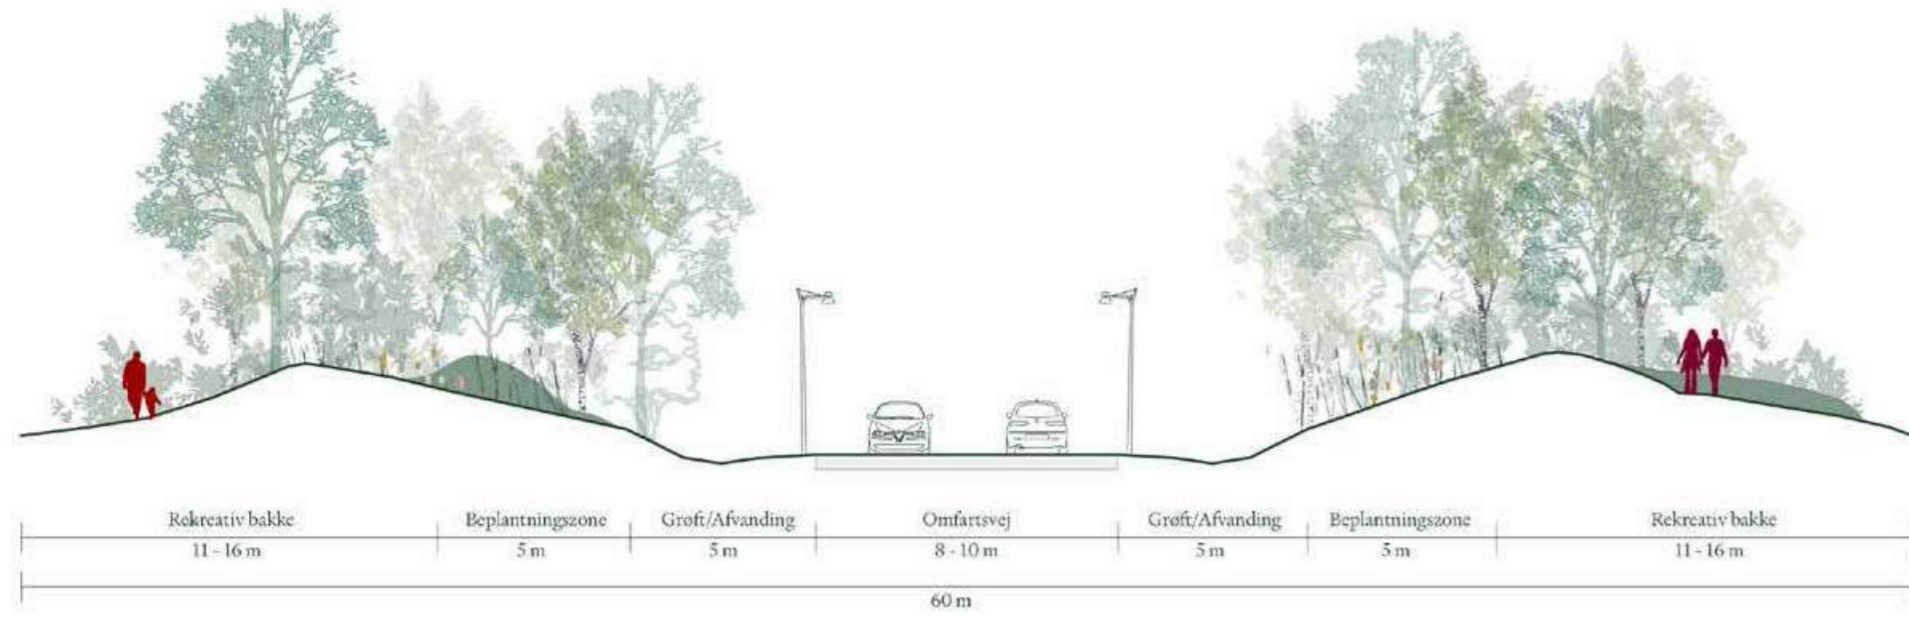 Rekreativ bakke Beplantningszone Grøft/Afvanding Omfartsvej Grøft/Afvanding Beplantningszone Rekreativ bakke
11 - 16 m 5 m 5 m 8 - 10 m 5 m 5 m 11 - 16 m
60 m